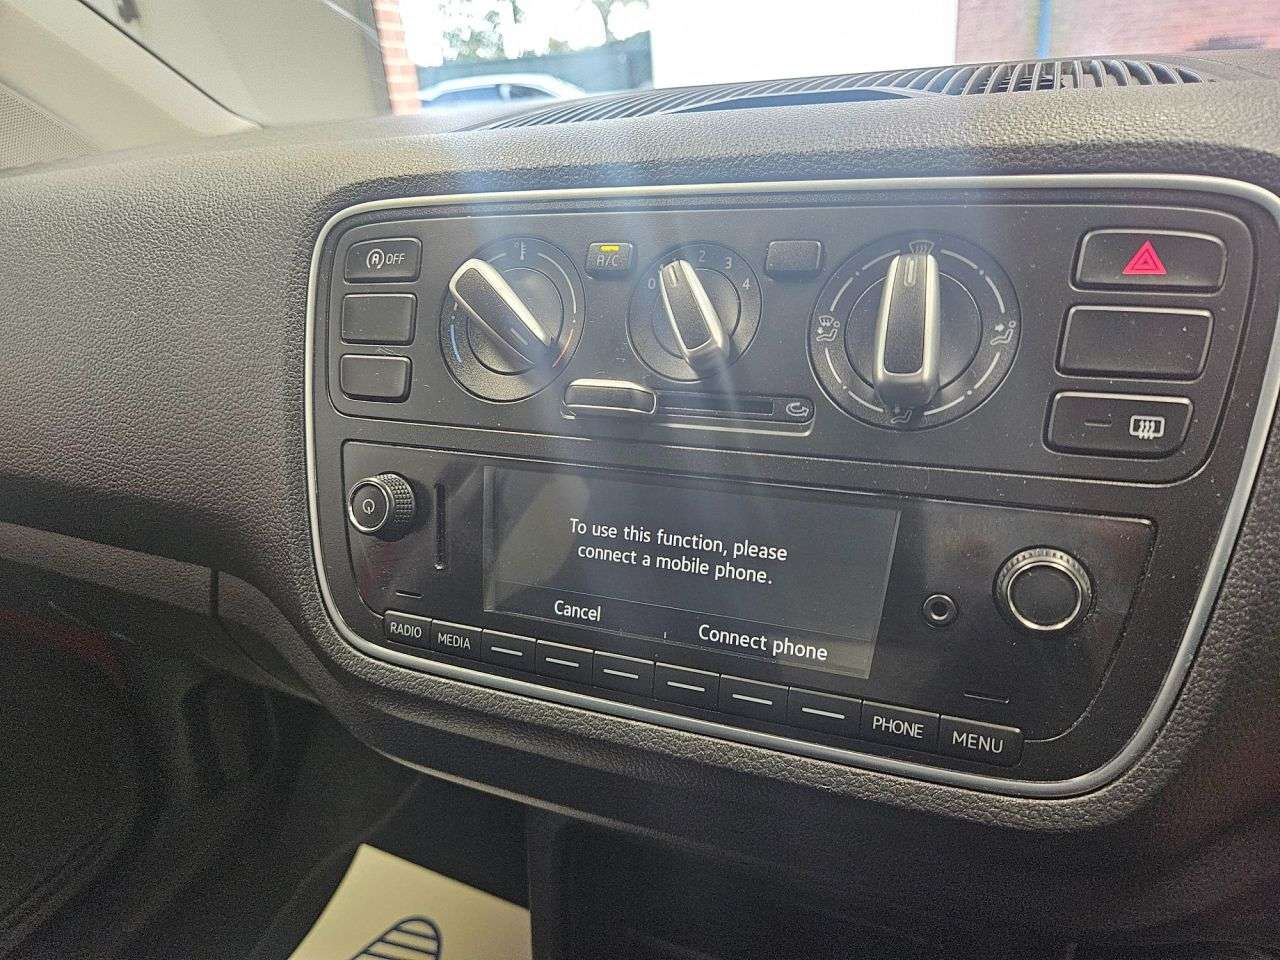 A OFF
A/C
0 2 3 4
To use this function, please
connect a mobile phone.
Cancel
Connect phone
RADIO MEDIA PHONE MENU